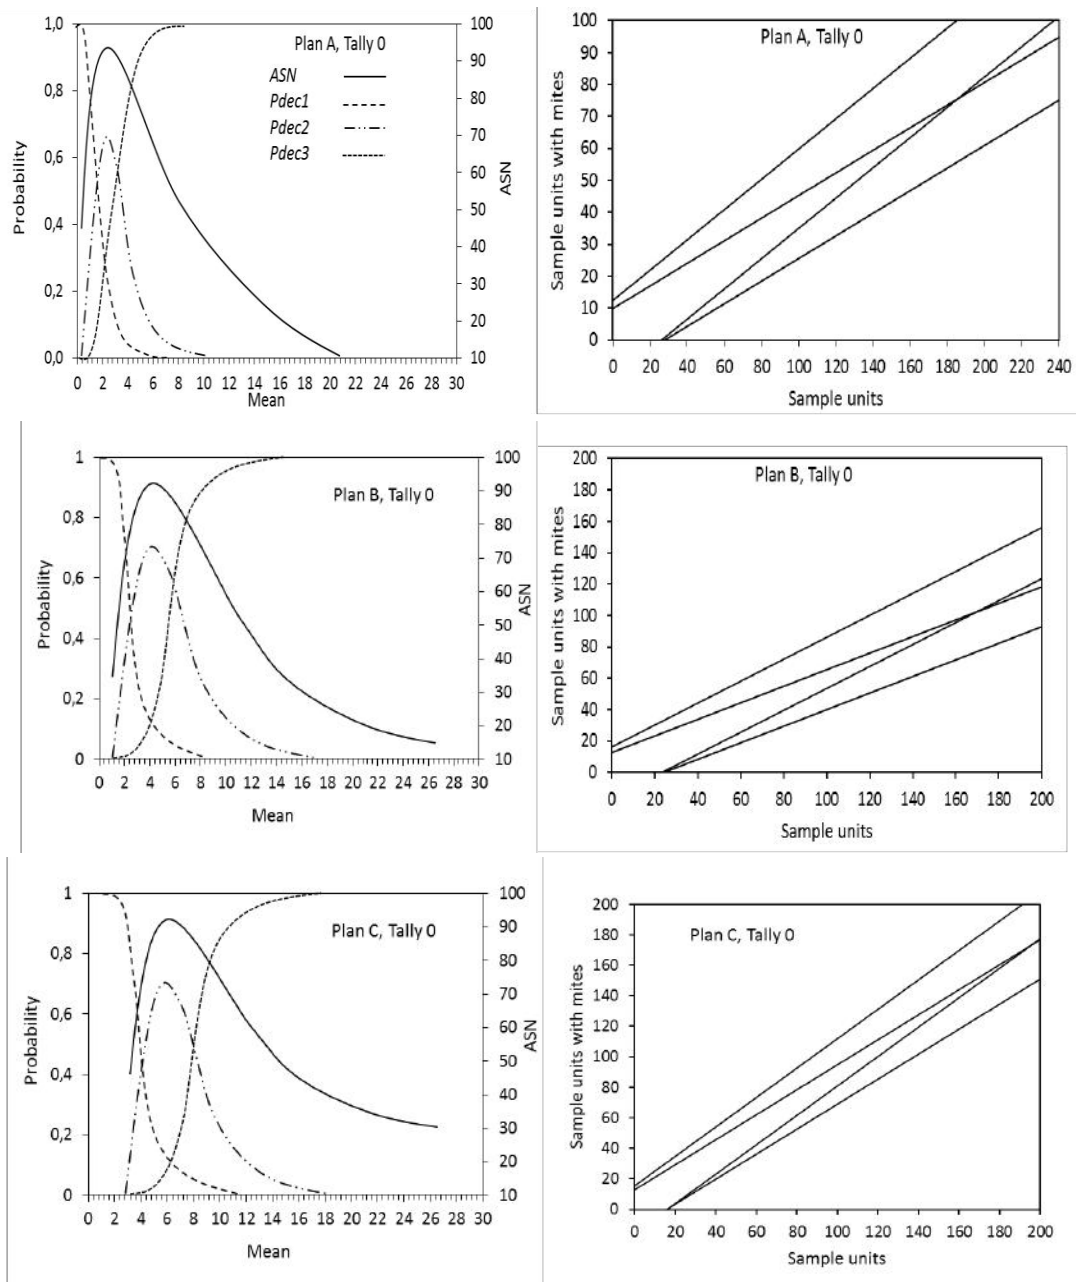 Plan A, Tally 0
ASN
Pdec1
Pdec2
Pdec3
Probability
1,0
0,8
0,6
0,4
0,2
0,0
100
90
80
70
60
50
40
30
20
10
ASN
0 2 4 6 8 10 12 14 16 18 20 22 24 26 28 30
Mean
Plan A, Tally 0
Sample units with mites
100
90
80
70
60
50
40
30
20
10
0
0 20 40 60 80 100 120 140 160 180 200 220 240
Sample units
Plan B, Tally 0
Probability
1
0,8
0,6
0,4
0,2
0
100
90
80
70
60
50
40
30
20
10
ASN
0 2 4 6 8 10 12 14 16 18 20 22 24 26 28 30
Mean
Plan B, Tally 0
Sample units with mites
200
180
160
140
120
100
80
60
40
20
0
0 20 40 60 80 100 120 140 160 180 200
Sample units
Plan C, Tally 0
Probability
1
0,8
0,6
0,4
0,2
0
100
90
80
70
60
50
40
30
20
10
ASN
0 2 4 6 8 10 12 14 16 18 20 22 24 26 28 30
Mean
Plan C, Tally 0
Sample units with mites
200
180
160
140
120
100
80
60
40
20
0
0 20 40 60 80 100 120 140 160 180 200
Sample units